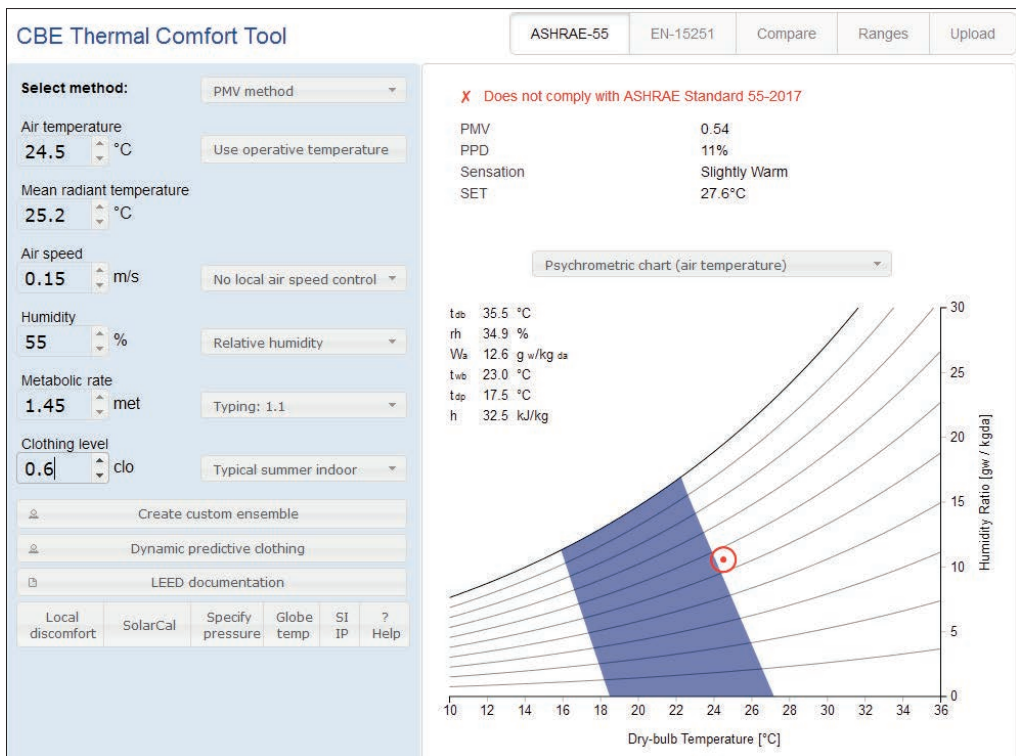 CBE Thermal Comfort Tool
ASHRAE-55
EN-15251
Compare
Ranges
Upload
Select method:
PMV method
Air temperature
24.5 °C
Use operative temperature
Mean radiant temperature
25.2 °C
Air speed
0.15 m/s
No local air speed control
Humidity
55 %
Relative humidity
Metabolic rate
1.45 met
Typing: 1.1
Clothing level
0.6 clo
Typical summer indoor
Create custom ensemble
Dynamic predictive clothing
LEED documentation
Local discomfort
SolarCal
Specify pressure
Globe temp
SI IP
? Help
✗ Does not comply with ASHRAE Standard 55-2017
PMV 0.54
PPD 11%
Sensation Slightly Warm
SET 27.6°C
Psychrometric chart (air temperature)
tdb 35.5 °C
rh 34.9 %
Wa 12.6 g w/kg da
twb 23.0 °C
tdp 17.5 °C
h 32.5 kJ/kg
30
25
20
15
10
5
0
Humidity Ratio [gw / kgda]
10 12 14 16 18 20 22 24 26 28 30 32 34 36
Dry-bulb Temperature [°C]